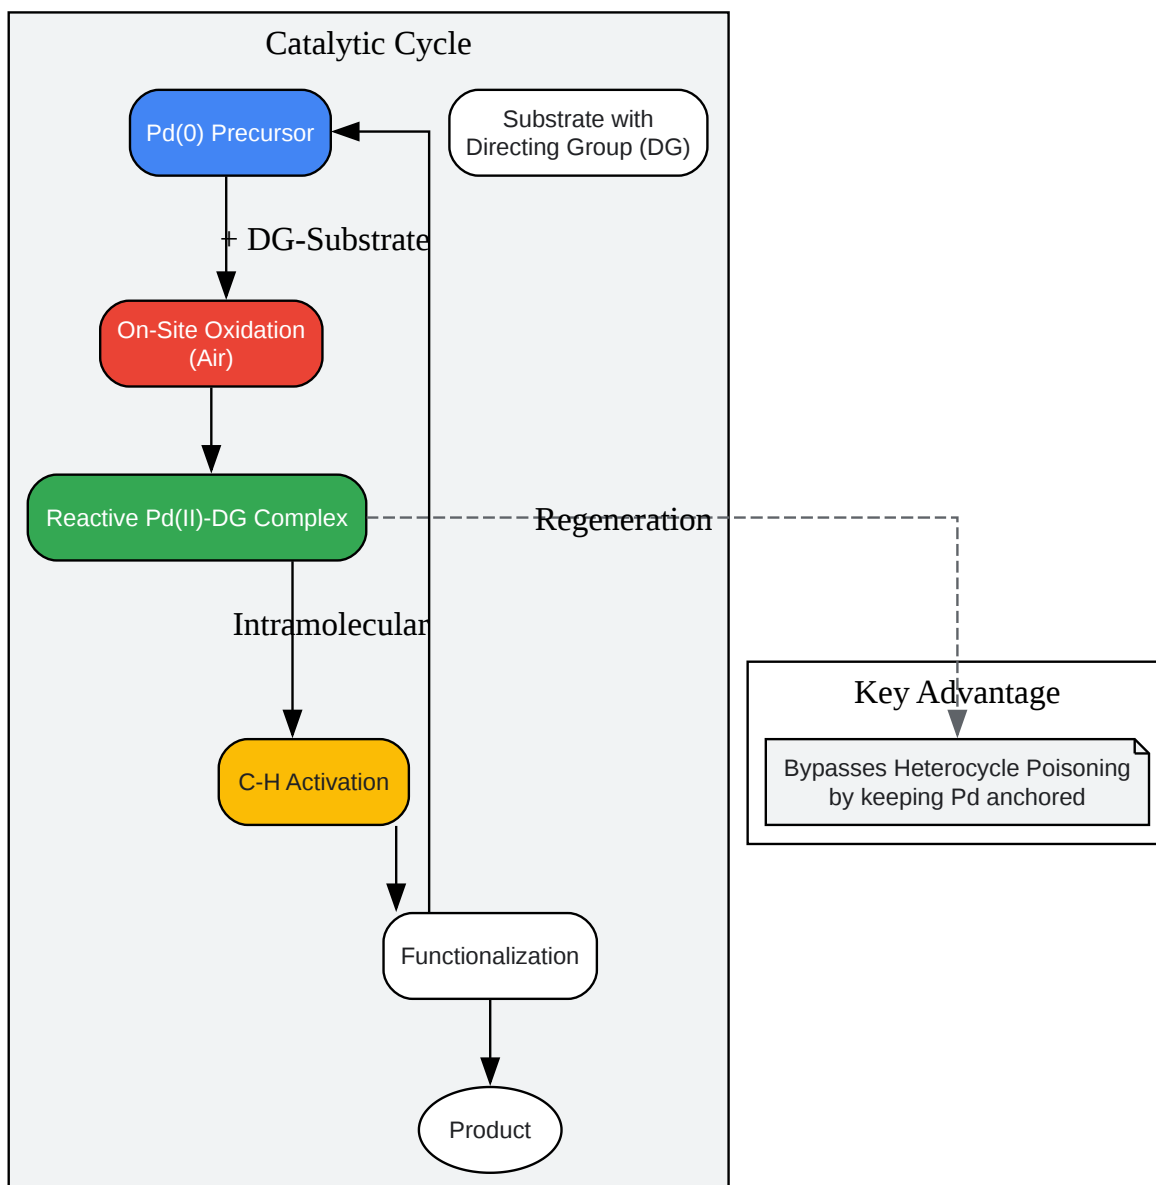 Catalytic Cycle
Pd(0) Precursor
Substrate with
Directing Group (DG)
+ DG-Substrate
On-Site Oxidation
(Air)
Reactive Pd(II)-DG Complex
Regeneration
Intramolecular
Key Advantage
C-H Activation
Bypasses Heterocycle Poisoning
by keeping Pd anchored
Functionalization
Product